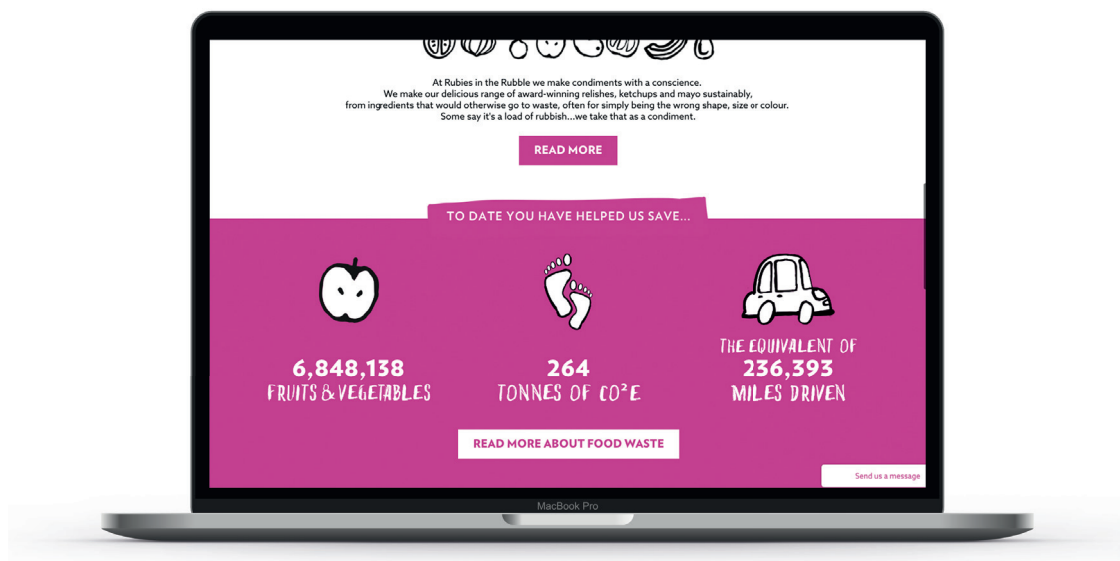 At Rubies in the Rubble we make condiments with a conscience.
We make our delicious range of award-winning relishes, ketchups and mayo sustainably,
from ingredients that would otherwise go to waste, often for simply being the wrong shape, size or colour.
Some say it's a load of rubbish...we take that as a condiment.
READ MORE
TO DATE YOU HAVE HELPED US SAVE...
6,848,138
FRUITS & VEGETABLES
264
TONNES OF CO²E
THE EQUIVALENT OF
236,393
MILES DRIVEN
READ MORE ABOUT FOOD WASTE
Send us a message
MacBook Pro